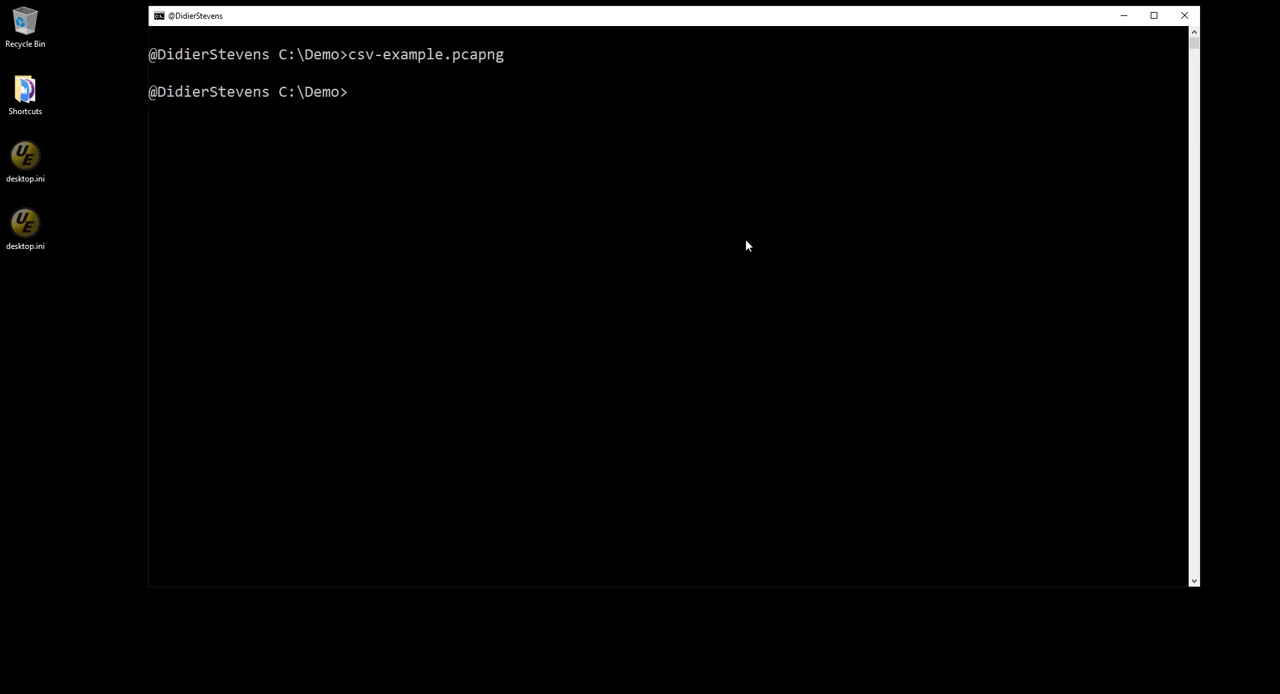 @DidierStevens
@DidierStevens C:\Demo>csv-example.pcapng
@DidierStevens C:\Demo>
Recycle Bin
Shortcuts
desktop.ini
desktop.ini